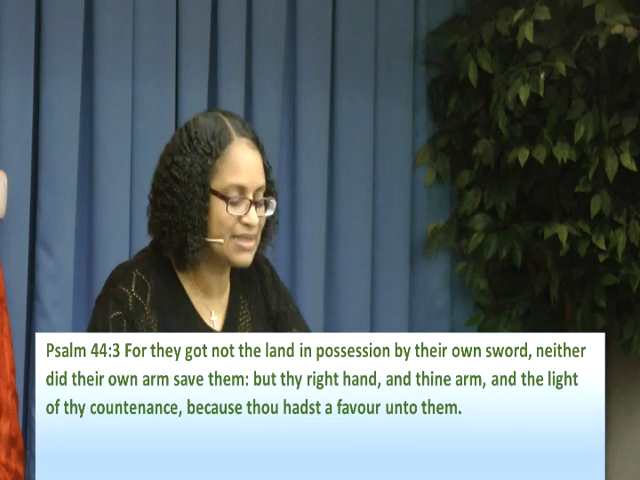 Psalm 44:3 For they got not the land in possession by their own sword, neither
did their own arm save them: but thy right hand, and thine arm, and the light
of thy countenance, because thou hadst a favour unto them.